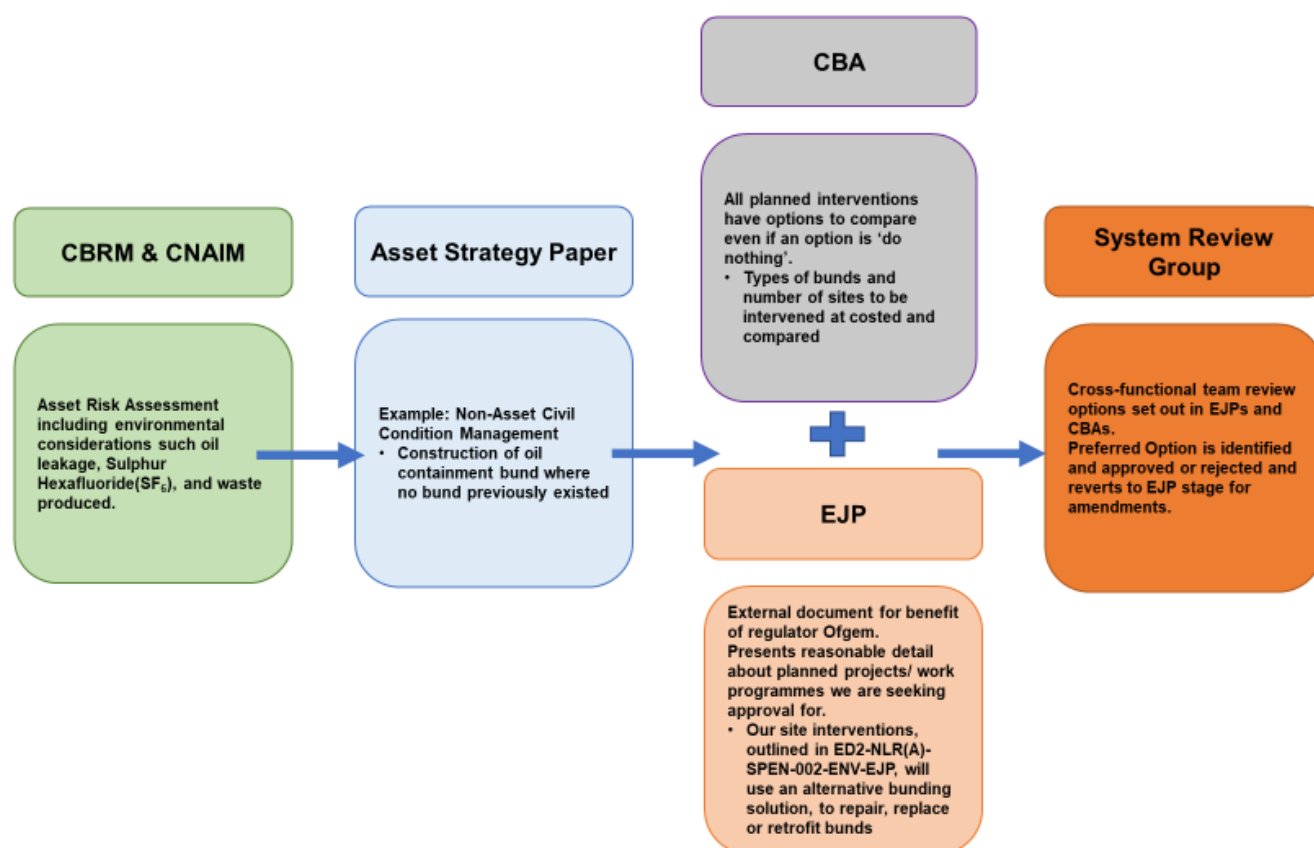 CBRM & CNAIM
Asset Risk Assessment
including environmental
considerations such oil
leakage, Sulphur
Hexafluoride(SF₆), and waste
produced.
Asset Strategy Paper
Example: Non-Asset Civil
Condition Management
• Construction of oil
containment bund where
no bund previously existed
CBA
All planned interventions
have options to compare
even if an option is ‘do
nothing’.
• Types of bunds and
number of sites to be
intervened at costed and
compared
EJP
External document for benefit
of regulator Ofgem.
Presents reasonable detail
about planned projects/ work
programmes we are seeking
approval for.
• Our site interventions,
outlined in ED2-NLR(A)-
SPEN-002-ENV-EJP, will
use an alternative bunding
solution, to repair, replace
or retrofit bunds
System Review
Group
Cross-functional team review
options set out in EJPs and
CBAs.
Preferred Option is identified
and approved or rejected and
reverts to EJP stage for
amendments.